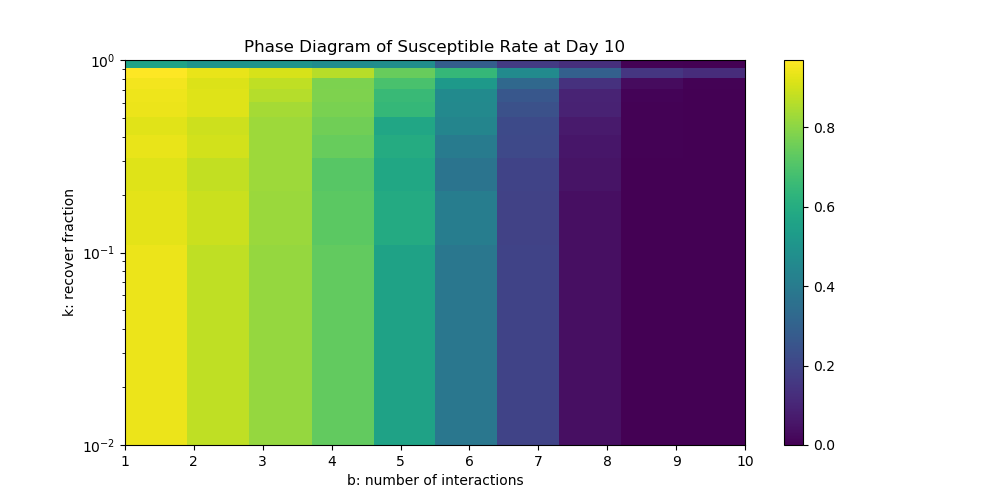 Phase Diagram of Susceptible Rate at Day 10
k: recover fraction
10^0
10^-1
10^-2
1 2 3 4 5 6 7 8 9 10
b: number of interactions
0.8
0.6
0.4
0.2
0.0